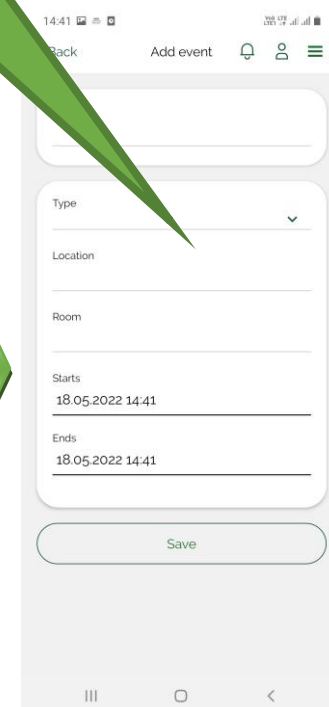 14:41
Back Add event
Type
Location
Room
Starts
18.05.2022 14:41
Ends
18.05.2022 14:41
Save